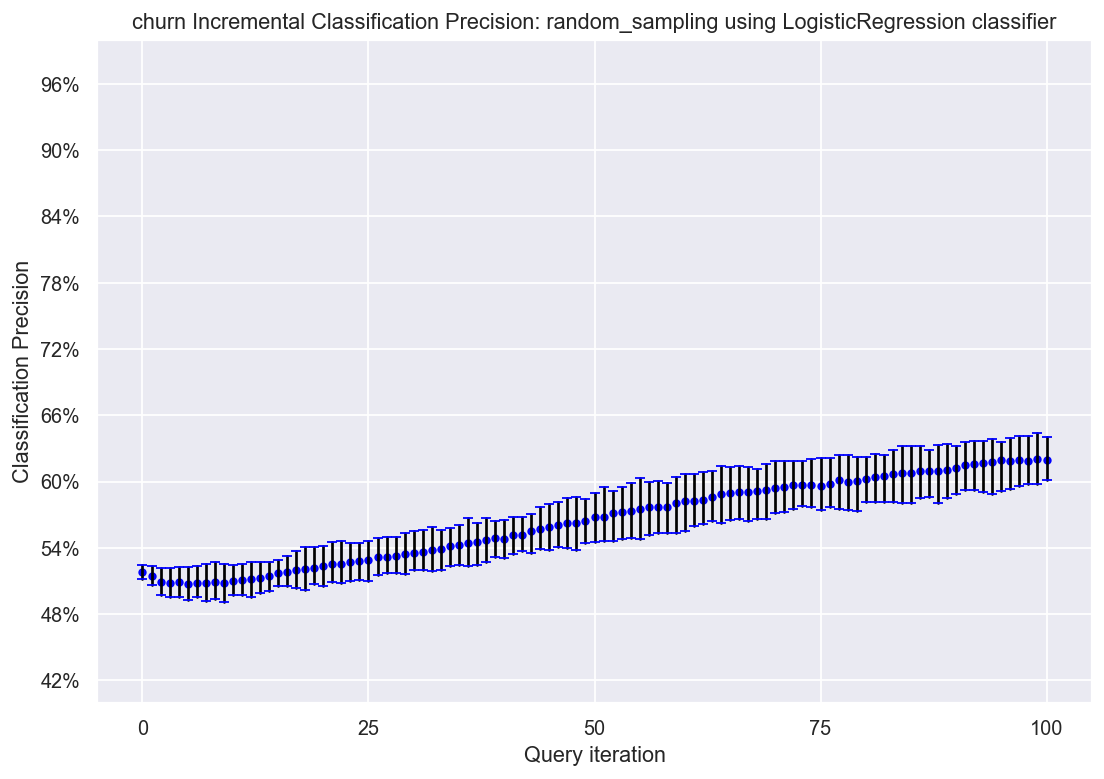 churn Incremental Classification Precision: random_sampling using LogisticRegression classifier
96%
90%
84%
78%
72%
66%
60%
54%
48%
42%
Classification Precision
0 25 50 75 100
Query iteration